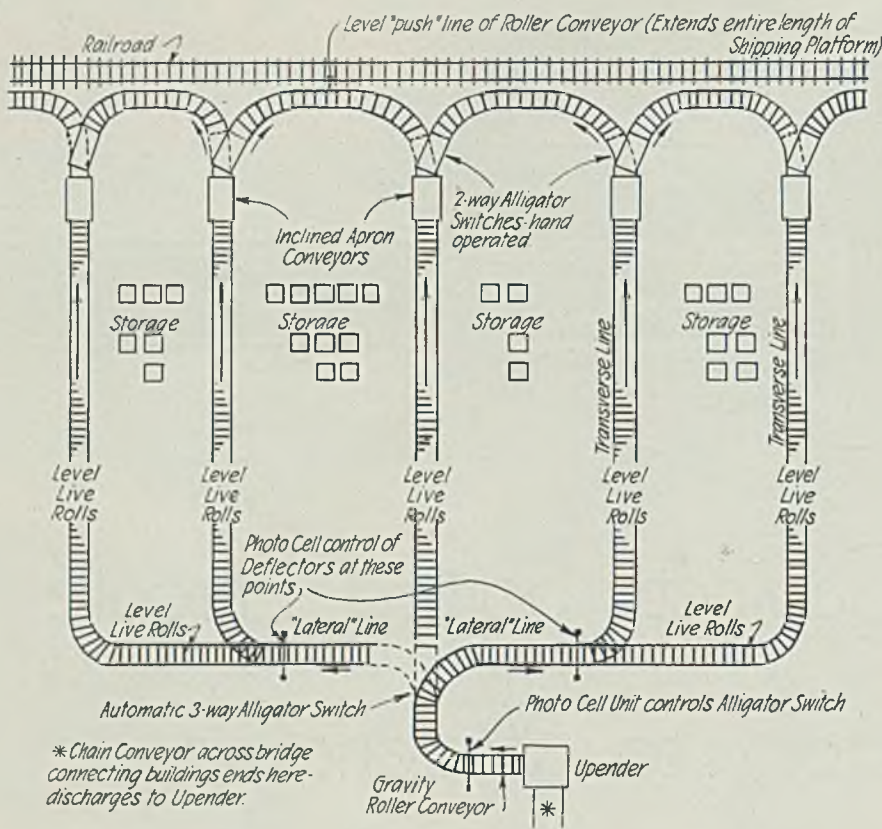 Level "push" line of Roller Conveyor (Extends entire length of
Shipping Platform)
Railroad
Inclined Apron
Conveyors
2-way Alligator
Switches-hand
operated
Storage
Storage
Storage
Storage
Transverse Line
Transverse Line
Level
Live
Rolls
Level
Live
Rolls
Level
Live
Rolls
Level
Live
Rolls
Level
Live
Rolls
Photo Cell control of
Deflectors at these
points,
Level
Live Rolls
"Lateral" Line
"Lateral" Line
Level
Live Rolls
Automatic 3-way Alligator Switch
Photo Cell Unit controls Alligator Switch
* Chain Conveyor across bridge
connecting buildings ends here-
discharges to Upender.
Gravity
Roller Conveyor
Upender
*